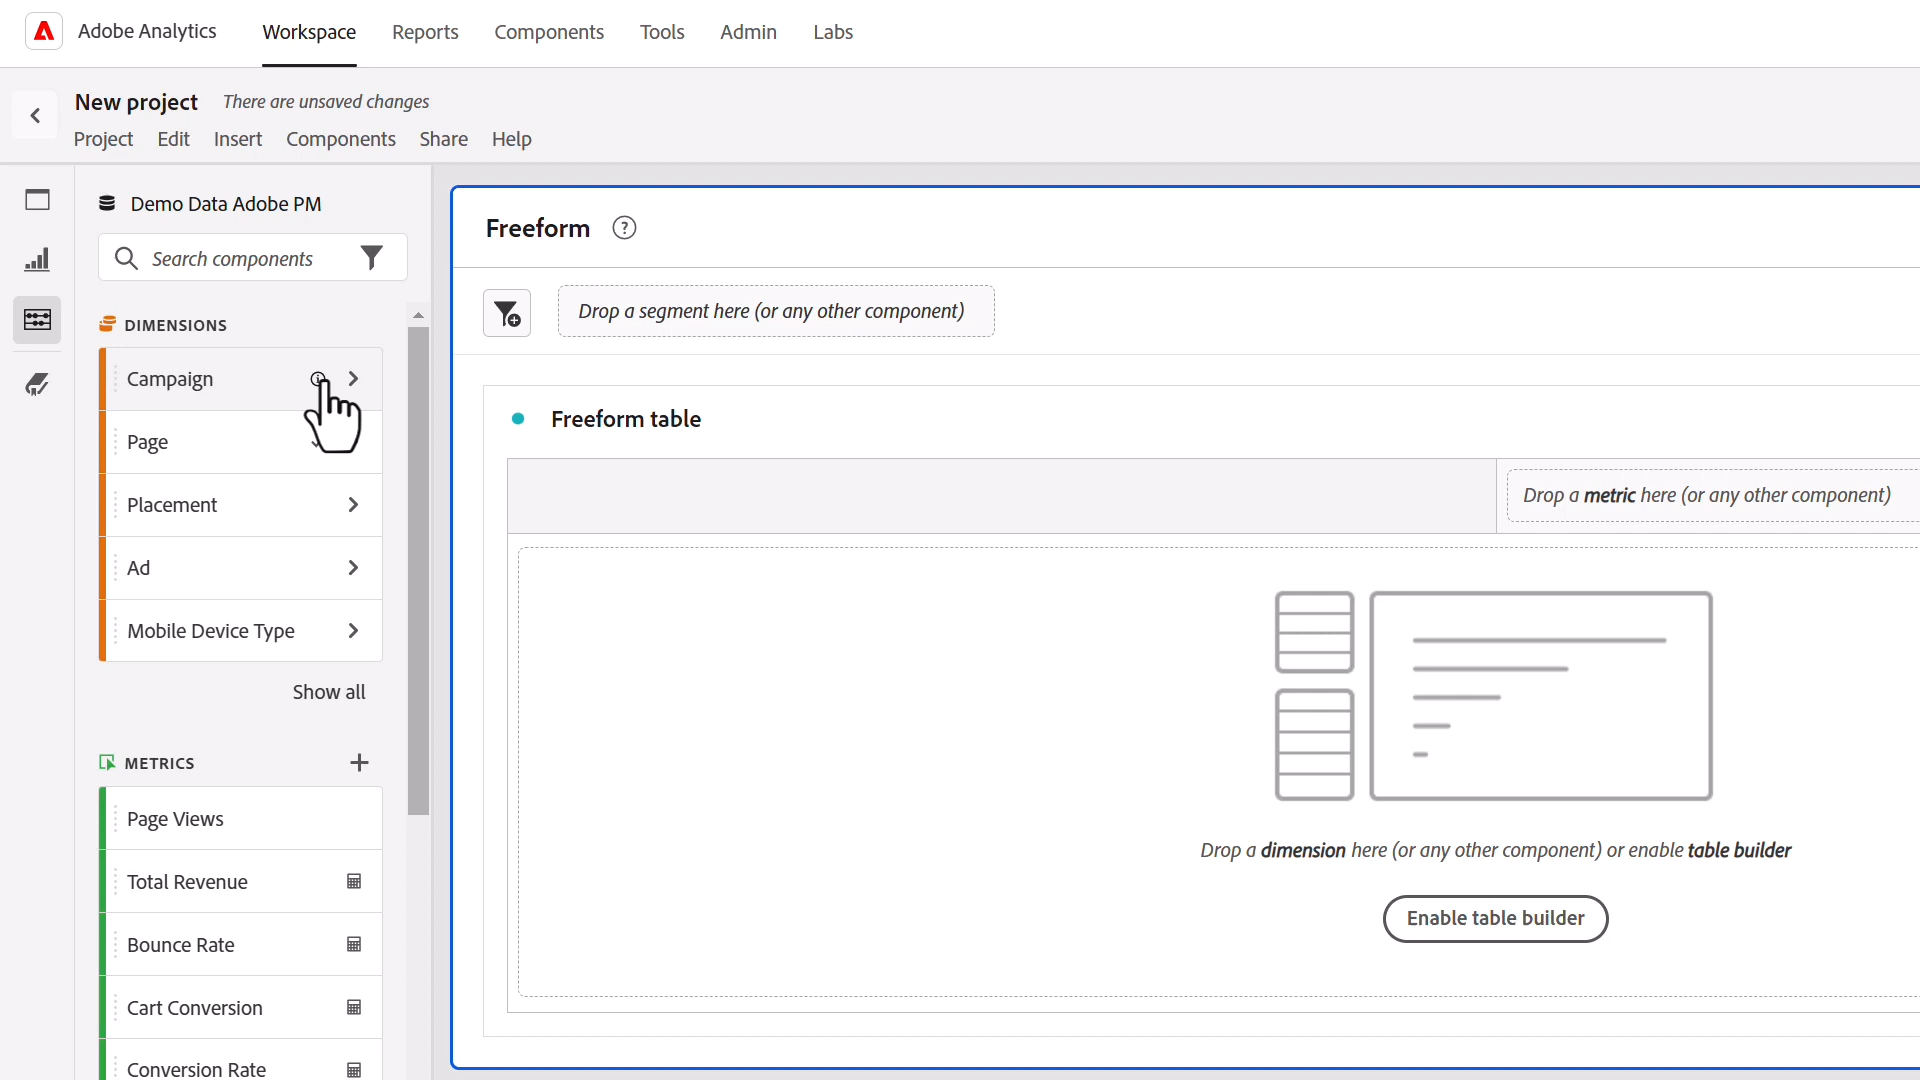 Adobe Analytics Workspace Reports Components Tools Admin Labs
New project There are unsaved changes
Project Edit Insert Components Share Help
Demo Data Adobe PM
Search components
DIMENSIONS
Campaign
Page
Placement
Ad
Mobile Device Type
Show all
METRICS
Page Views
Total Revenue
Bounce Rate
Cart Conversion
Conversion Rate
Freeform
Drop a segment here (or any other component)
Freeform table
Drop a metric here (or any other component)
Drop a dimension here (or any other component) or enable table builder
Enable table builder